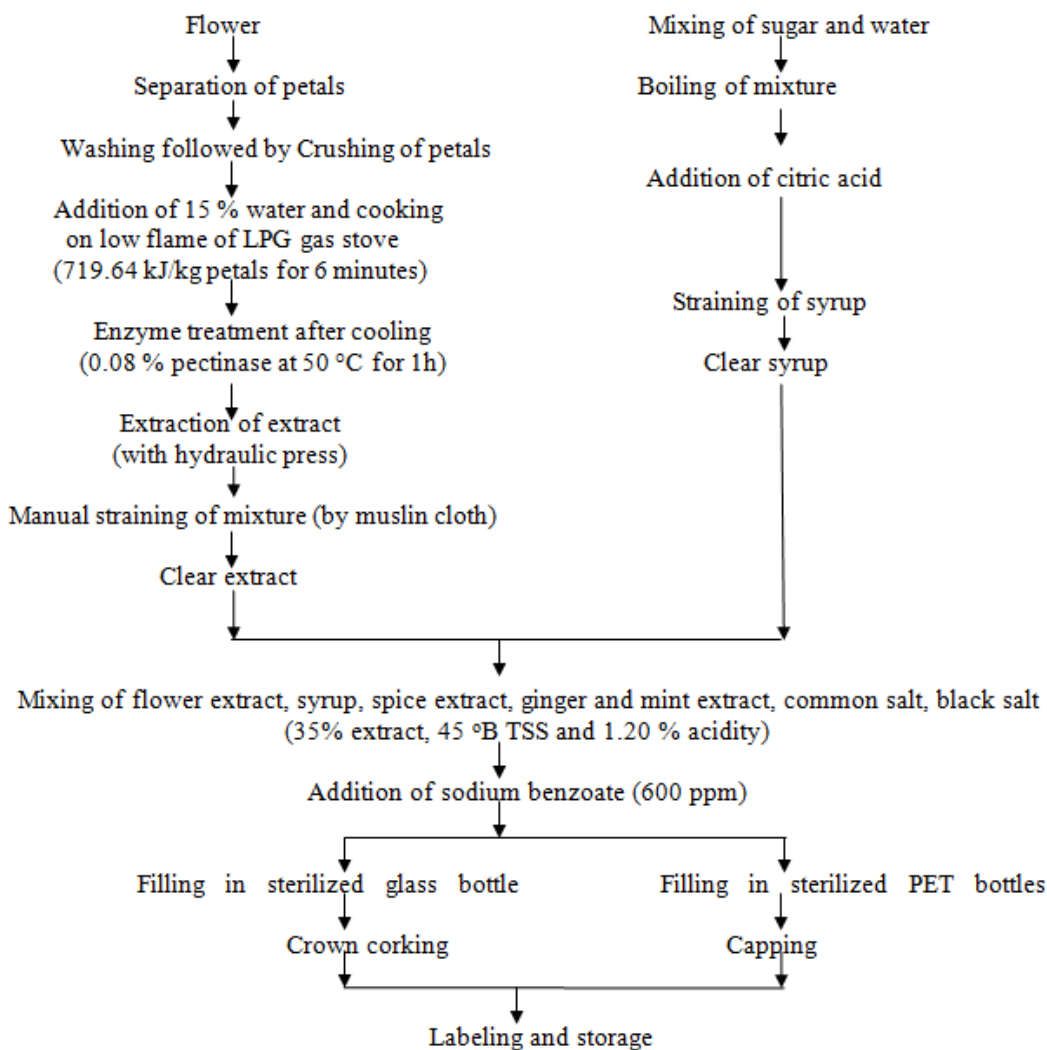 Flower
Separation of petals
Washing followed by Crushing of petals
Addition of 15 % water and cooking
on low flame of LPG gas stove
(719.64 kJ/kg petals for 6 minutes)
Enzyme treatment after cooling
(0.08 % pectinase at 50 °C for 1h)
Extraction of extract
(with hydraulic press)
Manual straining of mixture (by muslin cloth)
Clear extract
Mixing of sugar and water
Boiling of mixture
Addition of citric acid
Straining of syrup
Clear syrup
Mixing of flower extract, syrup, spice extract, ginger and mint extract, common salt, black salt
(35% extract, 45 °B TSS and 1.20 % acidity)
Addition of sodium benzoate (600 ppm)
Filling in sterilized glass bottle
Crown corking
Filling in sterilized PET bottles
Capping
Labeling and storage